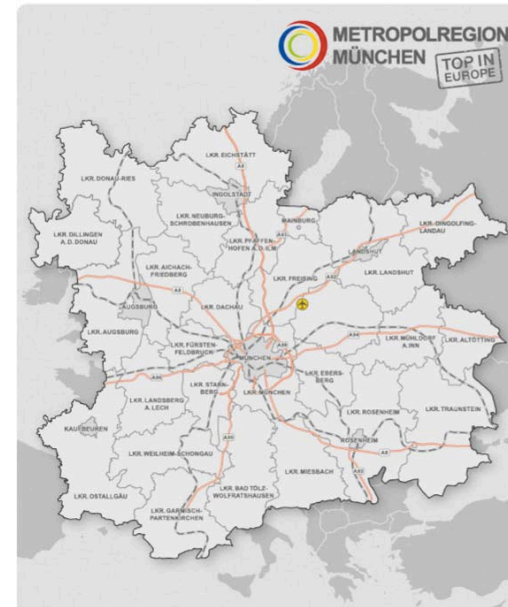 METROPOLREGION
MÜNCHEN
TOP IN
EUROPE
LKR. EICHSTÄTT
A9
LKR. DONAU-RIES
INGOLSTADT
LKR. NEUBURG-
SCHROBENHAUSEN
MAINBURG
LKR. DINGOLFING-
LANDAU
LKR. DILLINGEN
A.D. DONAU
LKR. PFAFFEN-
HOFEN A.D. ILM
A93
LANDSHUT
LKR. AICHACH-
FRIEDBERG
LKR. FREISING
A92
LKR. LANDSHUT
A8
AUGSBURG
LKR. DACHAU
LKR. AUGSBURG
LKR. FÜRSTEN-
FELDBRUCK
A99
A94
LKR. MÜHLDORF
A. INN
LKR. ALTÖTTING
MÜNCHEN
A96
LKR. STARN-
BERG
LKR. MÜNCHEN
LKR. EBERS-
BERG
LKR. LANDSBERG
A. LECH
LKR. ROSENHEIM
LKR. TRAUNSTEIN
KAUFBEUREN
A95
ROSENHEIM
LKR. WEILHEIM-SCHONGAU
A8
LKR. MIESBACH
A93
LKR. OSTALLGÄU
LKR. BAD TÖLZ-
WOLFRATSHAUSEN
LKR. GARMISCH-
PARTENKIRCHEN